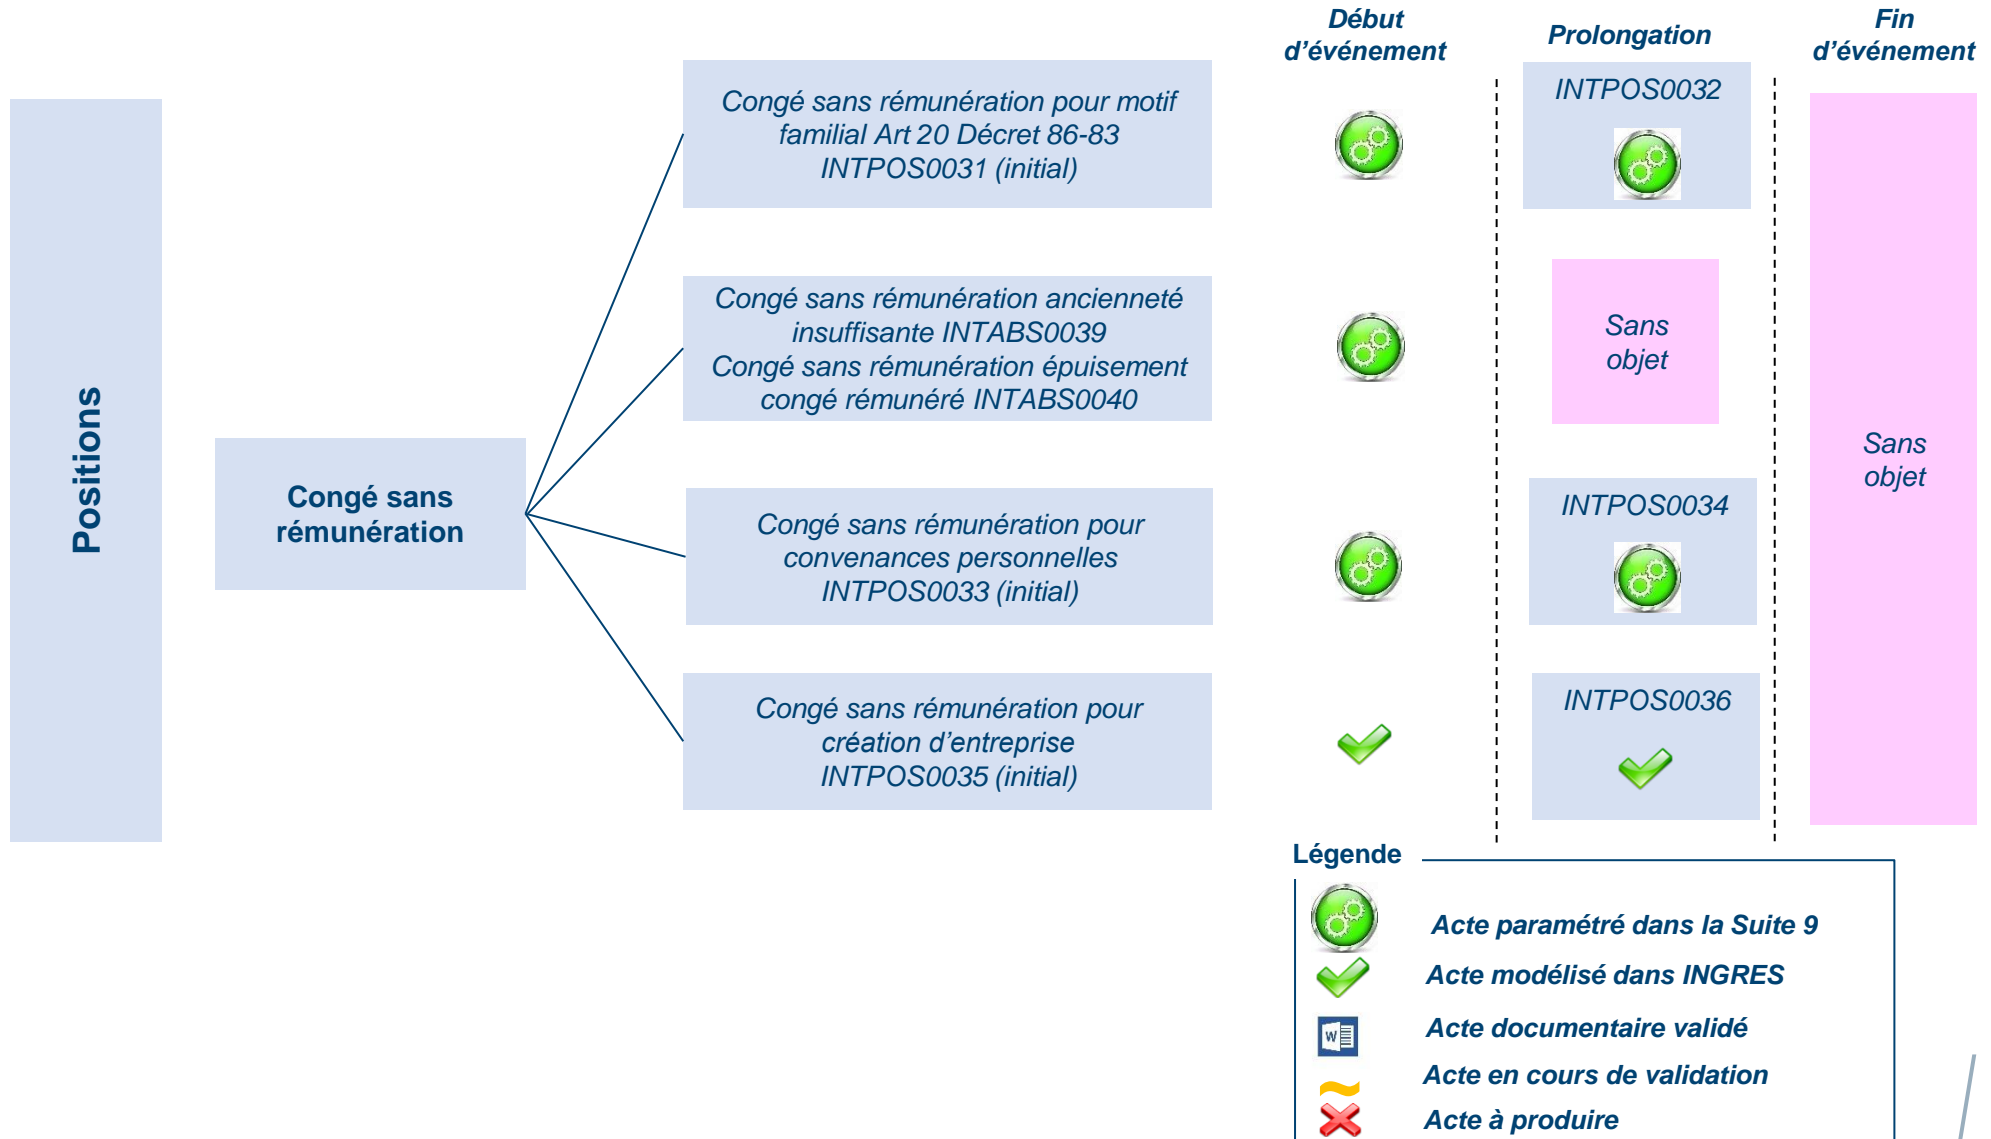 Début
d’événement
Prolongation
Fin
d’événement
Positions
Congé sans
rémunération
Congé sans rémunération pour motif
familial Art 20 Décret 86-83
INTPOS0031 (initial)
INTPOS0032
Congé sans rémunération ancienneté
insuffisante INTABS0039
Congé sans rémunération épuisement
congé rémunéré INTABS0040
Sans
objet
Congé sans rémunération pour
convenances personnelles
INTPOS0033 (initial)
INTPOS0034
Congé sans rémunération pour
création d’entreprise
INTPOS0035 (initial)
INTPOS0036
Sans
objet
Légende
Acte paramétré dans la Suite 9
Acte modélisé dans INGRES
W
Acte documentaire validé
Acte en cours de validation
Acte à produire